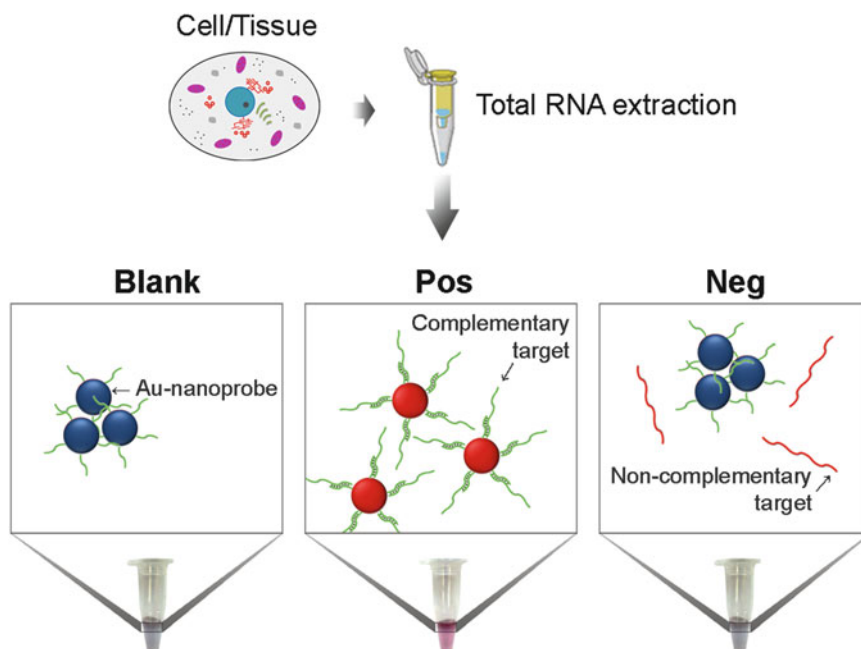 Cell/Tissue
Total RNA extraction
Blank
Pos
Neg
← Au-nanoprobe
Complementary
target
Non-complementary
target